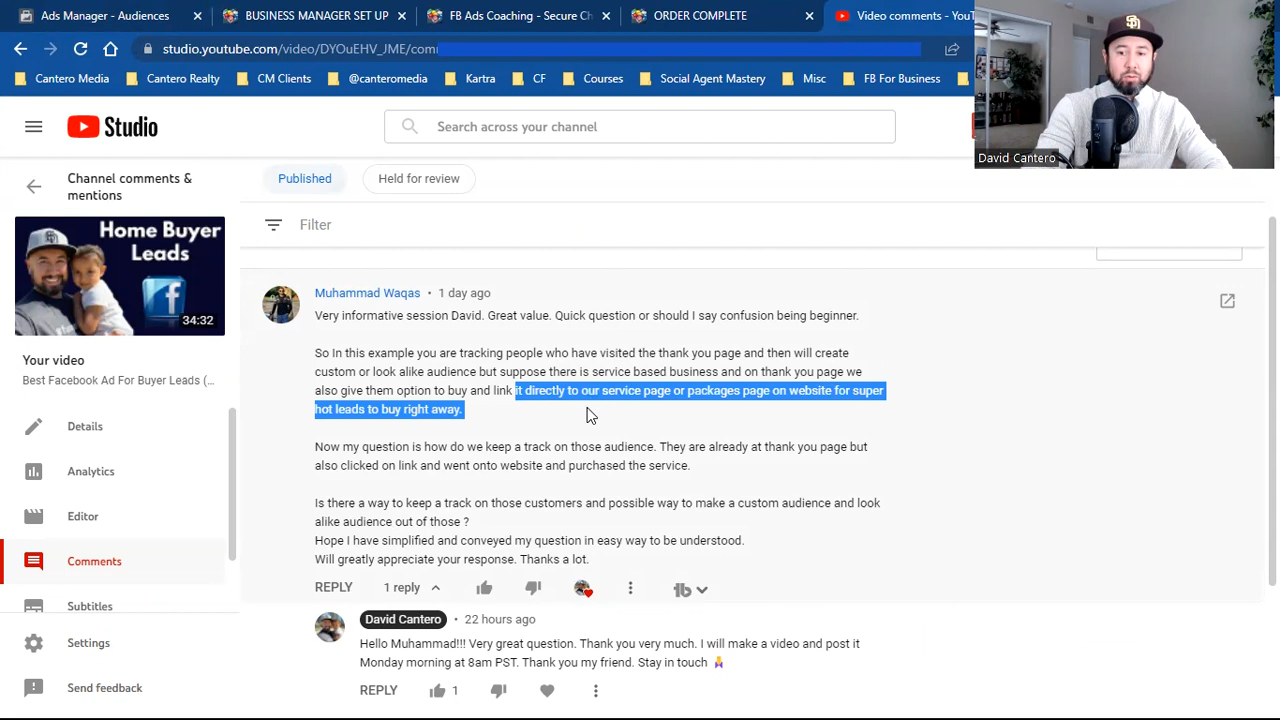 Ads Manager - Audiences
BUSINESS MANAGER SET UP
FB Ads Coaching - Secure Ch
ORDER COMPLETE
Video comments - YouT
studio.youtube.com/video/DYOuEHV_JME/com
Cantero Media
Cantero Realty
CM Clients
@canteromedia
Kartra
CF
Courses
Social Agent Mastery
Misc
FB For Business
David Cantero
Studio
Search across your channel
Channel comments &
mentions
Home Buyer
Leads
34:32
Your video
Best Facebook Ad For Buyer Leads (...
Details
Analytics
Editor
Comments
Subtitles
Settings
Send feedback
Published
Held for review
Filter
Muhammad Waqas • 1 day ago
Very informative session David. Great value. Quick question or should I say confusion being beginner.
So In this example you are tracking people who have visited the thank you page and then will create
custom or look alike audience but suppose there is service based business and on thank you page we
also give them option to buy and link it directly to our service page or packages page on website for super
hot leads to buy right away.
Now my question is how do we keep a track on those audience. They are already at thank you page but
also clicked on link and went onto website and purchased the service.
Is there a way to keep a track on those customers and possible way to make a custom audience and look
alike audience out of those ?
Hope I have simplified and conveyed my question in easy way to be understood.
Will greatly appreciate your response. Thanks a lot.
REPLY
1 reply
David Cantero • 22 hours ago
Hello Muhammad!!! Very great question. Thank you very much. I will make a video and post it
Monday morning at 8am PST. Thank you my friend. Stay in touch 🙏
REPLY
1